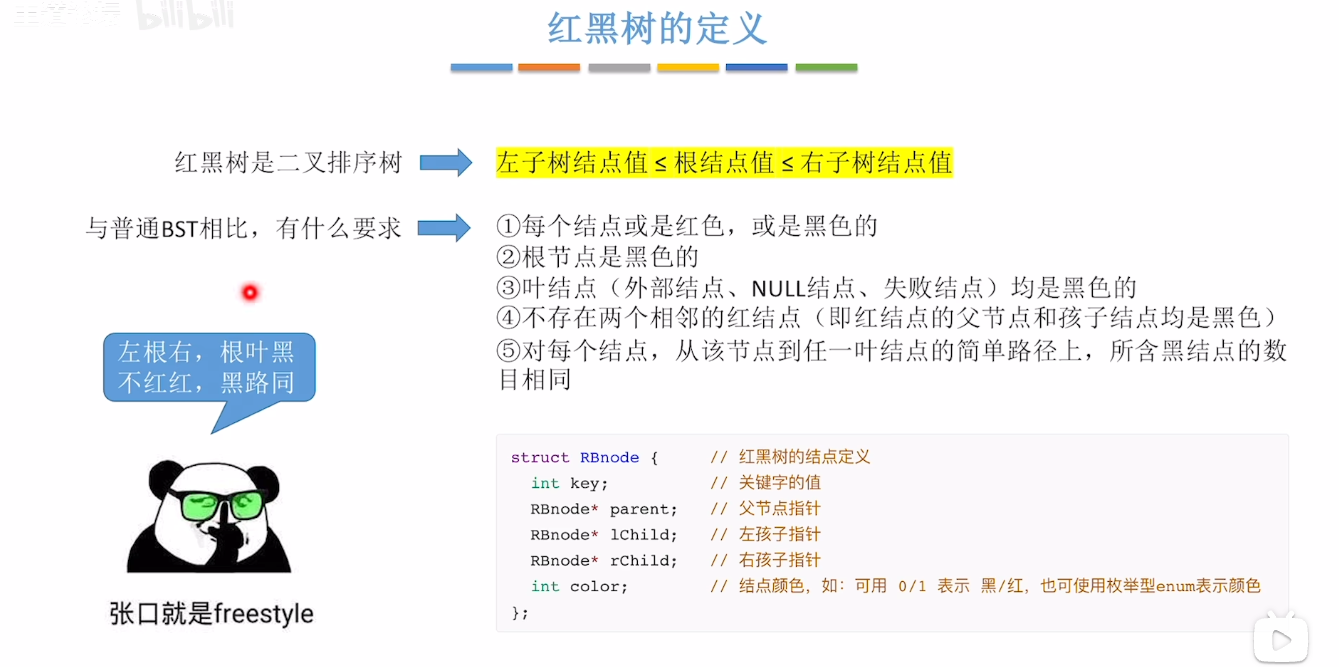 bilibili
红黑树的定义
红黑树是二叉排序树
左子树结点值 ≤ 根结点值 ≤ 右子树结点值
与普通BST相比，有什么要求
①每个结点或是红色，或是黑色的
②根节点是黑色的
③叶结点（外部结点、NULL结点、失败结点）均是黑色的
④不存在两个相邻的红结点（即红结点的父节点和孩子结点均是黑色）
⑤对每个结点，从该节点到任一叶结点的简单路径上，所含黑结点的数
目相同
左根右，根叶黑
不红红，黑路同
张口就是freestyle
struct RBnode { // 红黑树的结点定义
int key; // 关键字的值
RBnode* parent; // 父节点指针
RBnode* lChild; // 左孩子指针
RBnode* rChild; // 右孩子指针
int color; // 结点颜色，如：可用 0/1 表示 黑/红，也可使用枚举型enum表示颜色
};